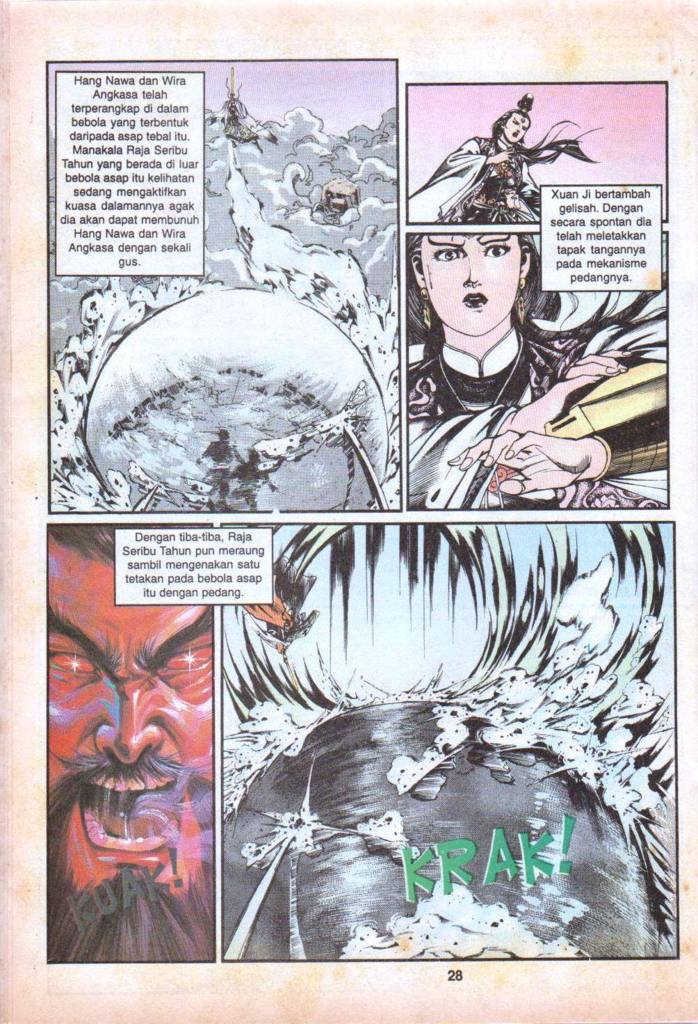 Hang Nawa dan Wira
Angkasa telah
terperangkap di dalam
bebola yang terbentuk
daripada asap tebal itu.
Manakala Raja Seribu
Tahun yang berada di luar
bebola asap itu kelihatan
sedang mengaktifkan
kuasa dalamannya agak
dia akan dapat membunuh
Hang Nawa dan Wira
Angkasa dengan sekali
gus.
Xuan Ji bertambah
gelisah. Dengan
secara spontan dia
telah meletakkan
tapak tangannya
pada mekanisme
pedangnya.
Dengan tiba-tiba, Raja
Seribu Tahun pun meraung
sambil mengenakan satu
tetakan pada bebola asap
itu dengan pedang.
KUAK!
KRAK!
28